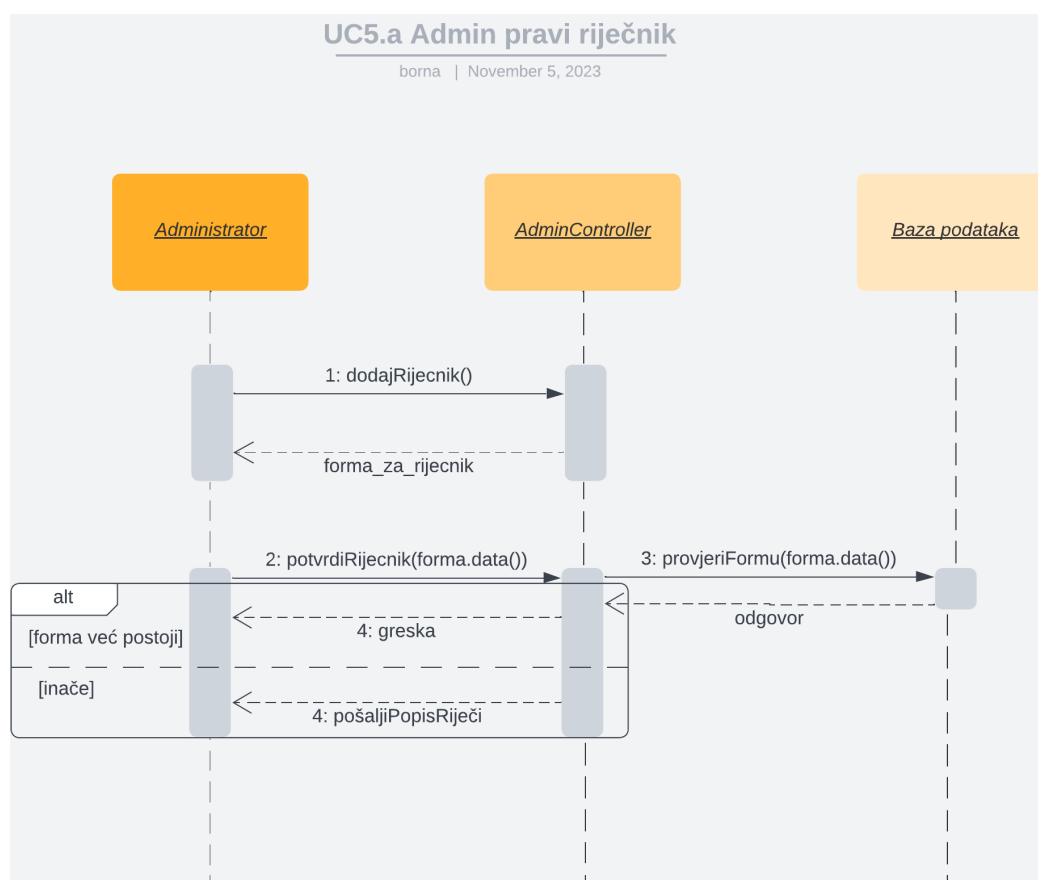 UC5.a Admin pravi riječnik
borna | November 5, 2023
Administrator
AdminController
Baza podataka
1: dodajRijecnik()
forma_za_rijecnik
2: potvrdiRijecnik(forma.data())
3: provjeriFormu(forma.data())
alt
odgovor
4: greska
[forma već postoji]
[inače]
4: pošaljiPopisRiječi